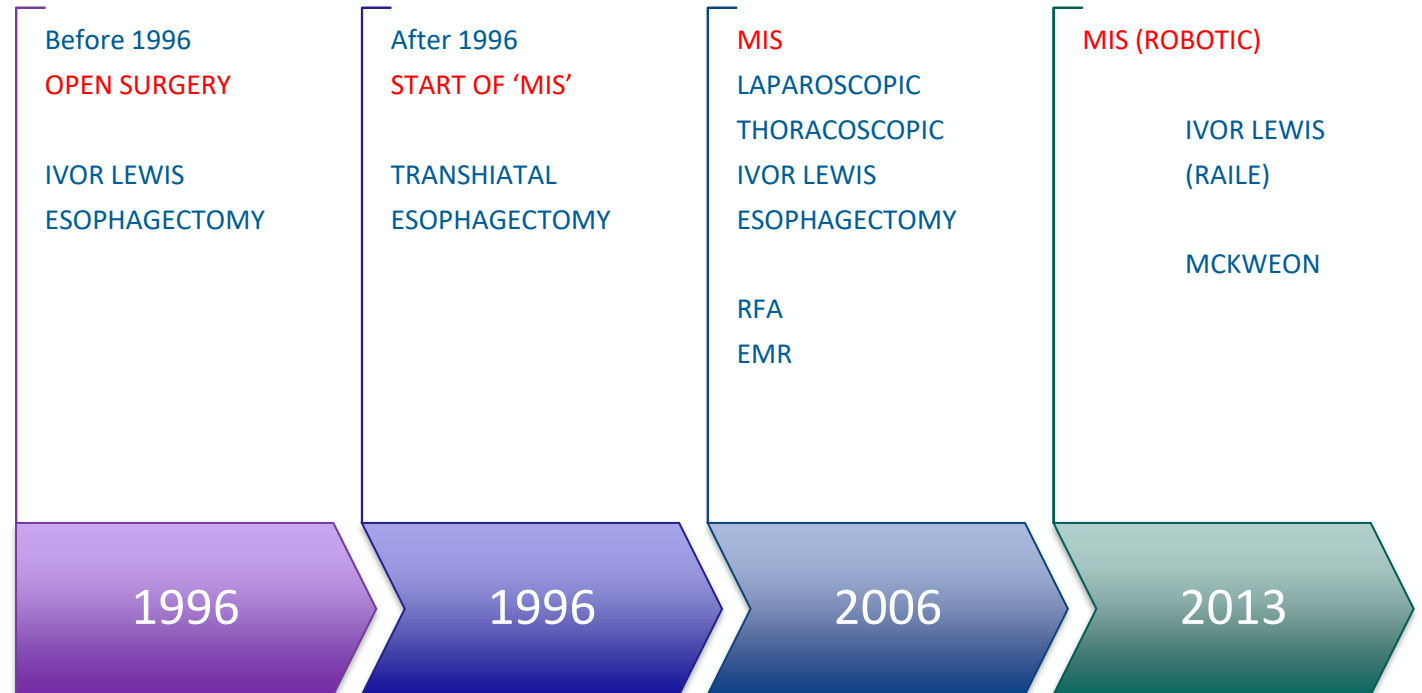 Before 1996
OPEN SURGERY
IVOR LEWIS
ESOPHAGECTOMY
1996
After 1996
START OF ‘MIS’
TRANSHIATAL
ESOPHAGECTOMY
1996
MIS
LAPAROSCOPIC
THORACOSCOPIC
IVOR LEWIS
ESOPHAGECTOMY
RFA
EMR
2006
MIS (ROBOTIC)
IVOR LEWIS
(RAILE)
MCKWEON
2013